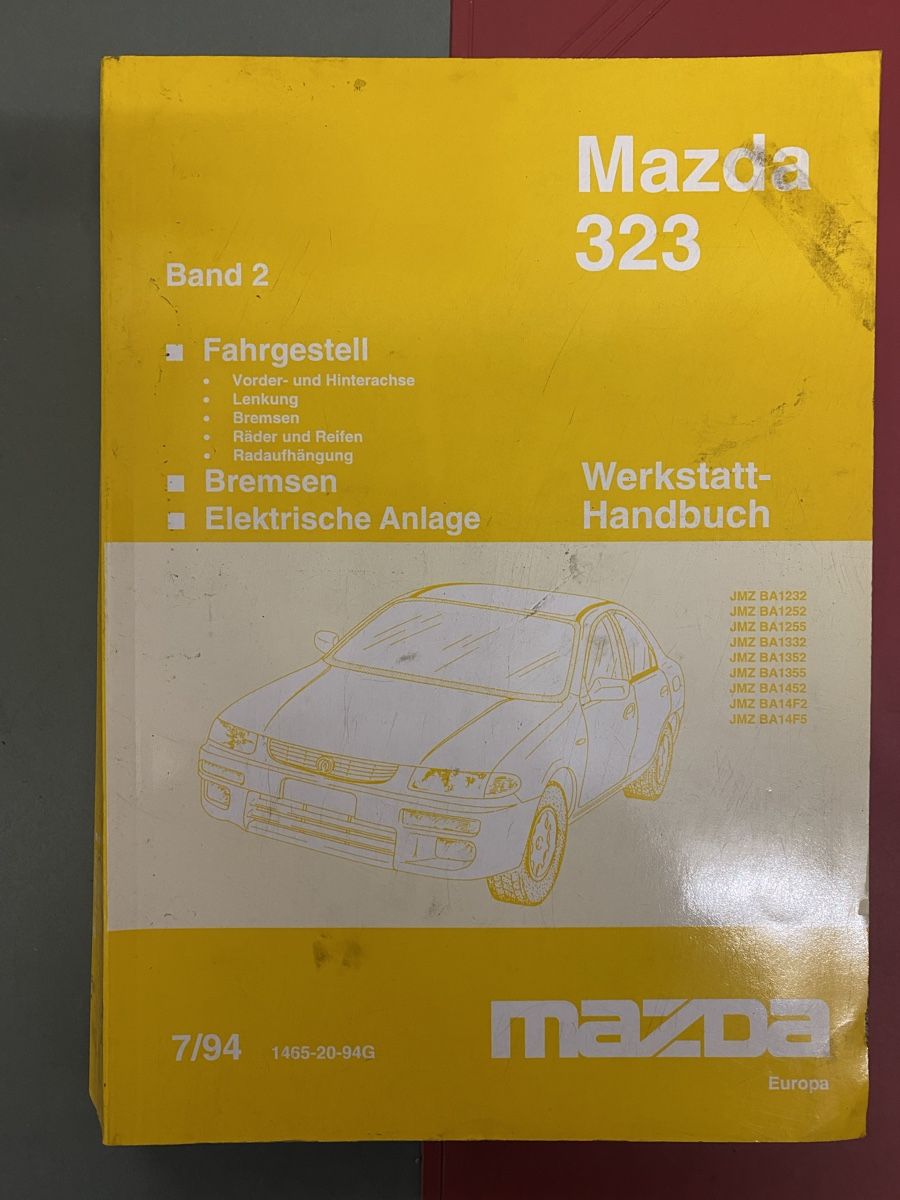 Mazda
323
Band 2
Fahrgestell
• Vorder- und Hinterachse
• Lenkung
• Bremsen
• Räder und Reifen
• Radaufhängung
Bremsen
Elektrische Anlage
Werkstatt-
Handbuch
JMZ BA1232
JMZ BA1252
JMZ BA1255
JMZ BA1332
JMZ BA1352
JMZ BA1355
JMZ BA1452
JMZ BA14F2
JMZ BA14F5
7/94 1465-20-94G
mazda
Europa